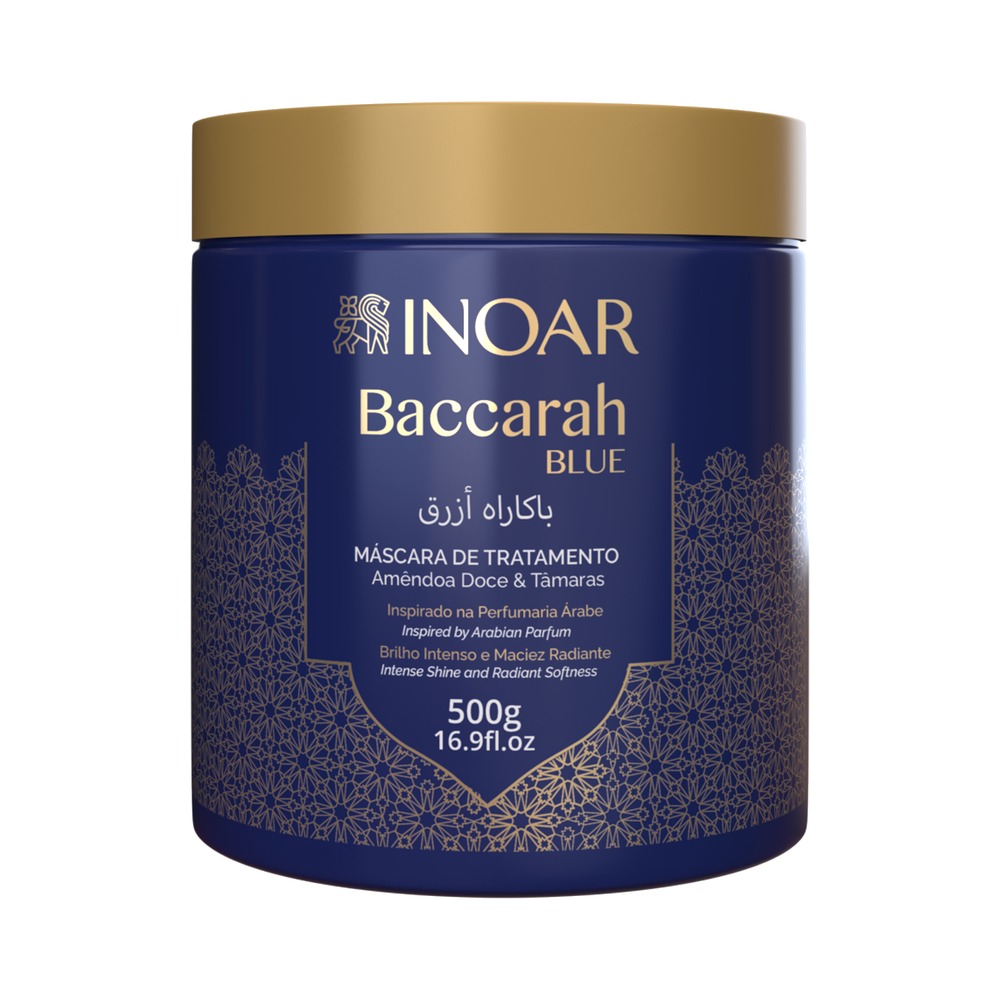 INOAR
Baccarah
BLUE
باكاراه أزرق
MÁSCARA DE TRATAMENTO
Amêndoa Doce & Tâmaras
Inspirado na Perfumaria Árabe
Inspired by Arabian Parfum
Brilho Intenso e Maciez Radiante
Intense Shine and Radiant Softness
500g
16.9fl.oz